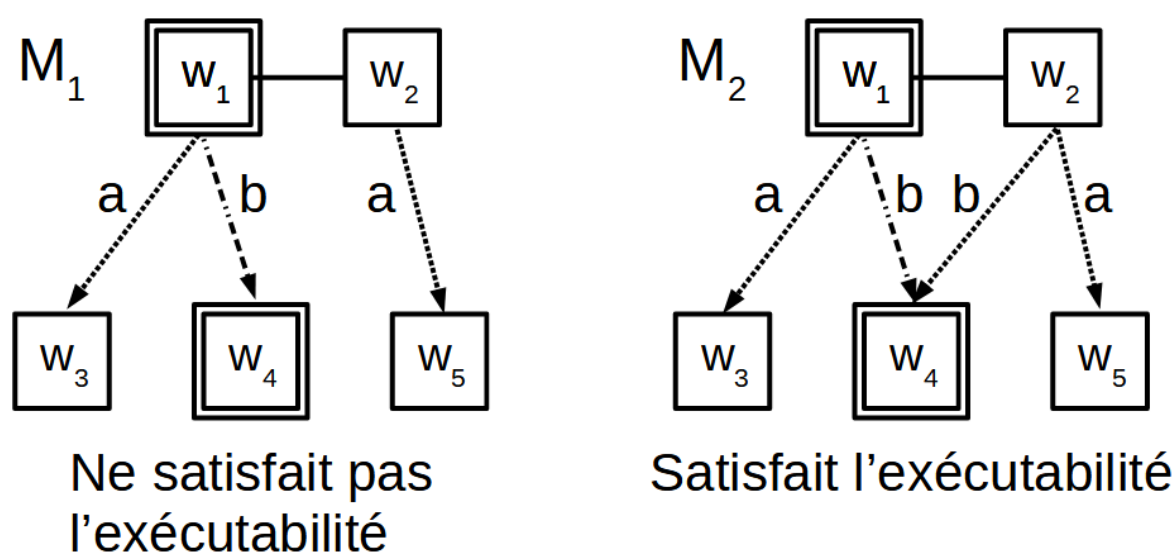 M1
w1
w2
a
b
a
w3
w4
w5
Ne satisfait pas
l'exécutabilité
M2
w1
w2
a
b
b
a
w3
w4
w5
Satisfait l'exécutabilité